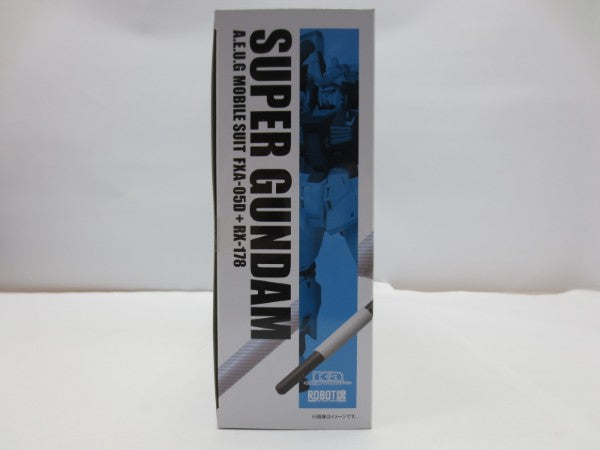 SUPER GUNDAM
A.E.U.G MOBILE SUIT FXA-05D + RX-178
Ka
ROBOT魂
※画像はイメージです。